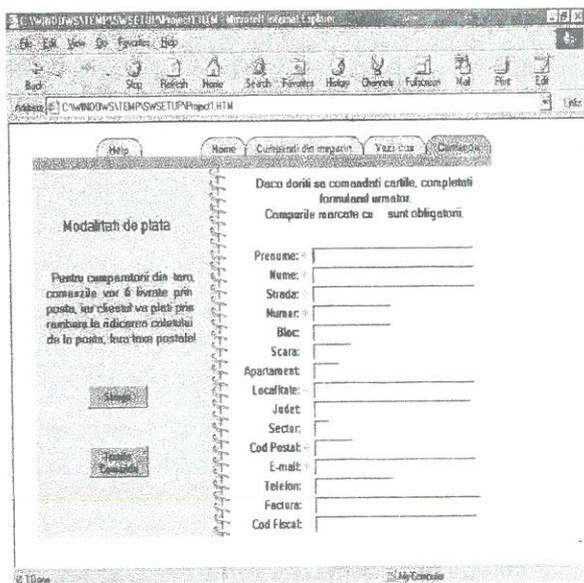 C:\WINDOWS\TEMP\SWSETUP\Project1.HTM - Microsoft Internet Explorer
File Edit View Go Favorites Help
Back Stop Refresh Home Search Favorites History Channels Fullscreen Mail Print Edit
Address C:\WINDOWS\TEMP\SWSETUP\Project1.HTM Links
Help Home Cumparati din magazin Vezi cos Comanda
Daca doriti sa comandati cartile, completati
formularul urmator.
Campurile marcate cu sunt obligatorii.
Modalitati de plata
Pentru cumparatorii din tara,
comenzile vor fi livrate prin
posta, iar clientul va plati prin
ramburs la ridicarea coletului
de la posta, fara taxe postale!
Sterge
Trimite
Comanda
Prenume:
Nume:
Strada:
Numar:
Bloc:
Scara:
Apartament:
Localitate:
Judet:
Sector:
Cod Postal:
E-mail:
Telefon:
Factura:
Cod Fiscal:
Done My Computer